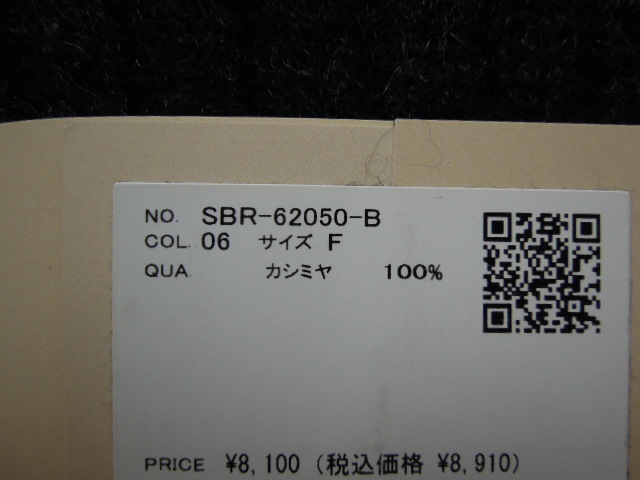 NO. SBR-62050-B
COL. 06 サイズ F
QUA. カシミヤ 100%
PRICE ¥8,100 (税込価格 ¥8,910)